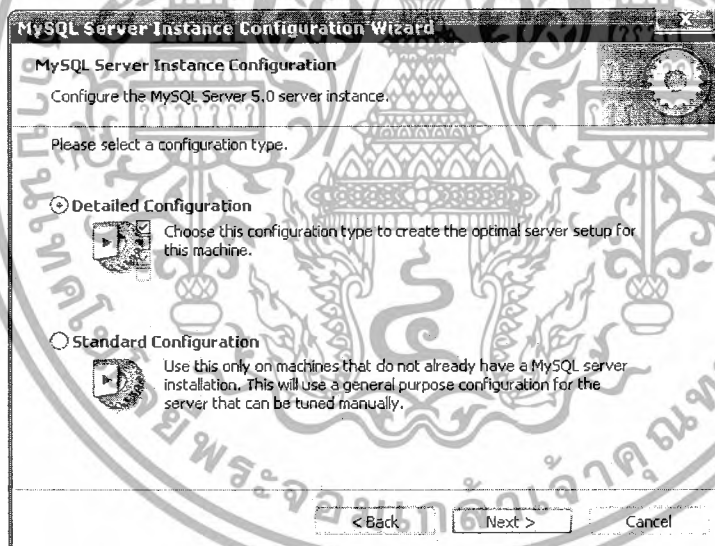 MySQL Server Instance Configuration Wizard
MySQL Server Instance Configuration
Configure the MySQL Server 5.0 server instance.
Please select a configuration type.
Detailed Configuration
Choose this configuration type to create the optimal server setup for
this machine.
Standard Configuration
Use this only on machines that do not already have a MySQL server
installation. This will use a general purpose configuration for the
server that can be tuned manually.
< Back
Next >
Cancel